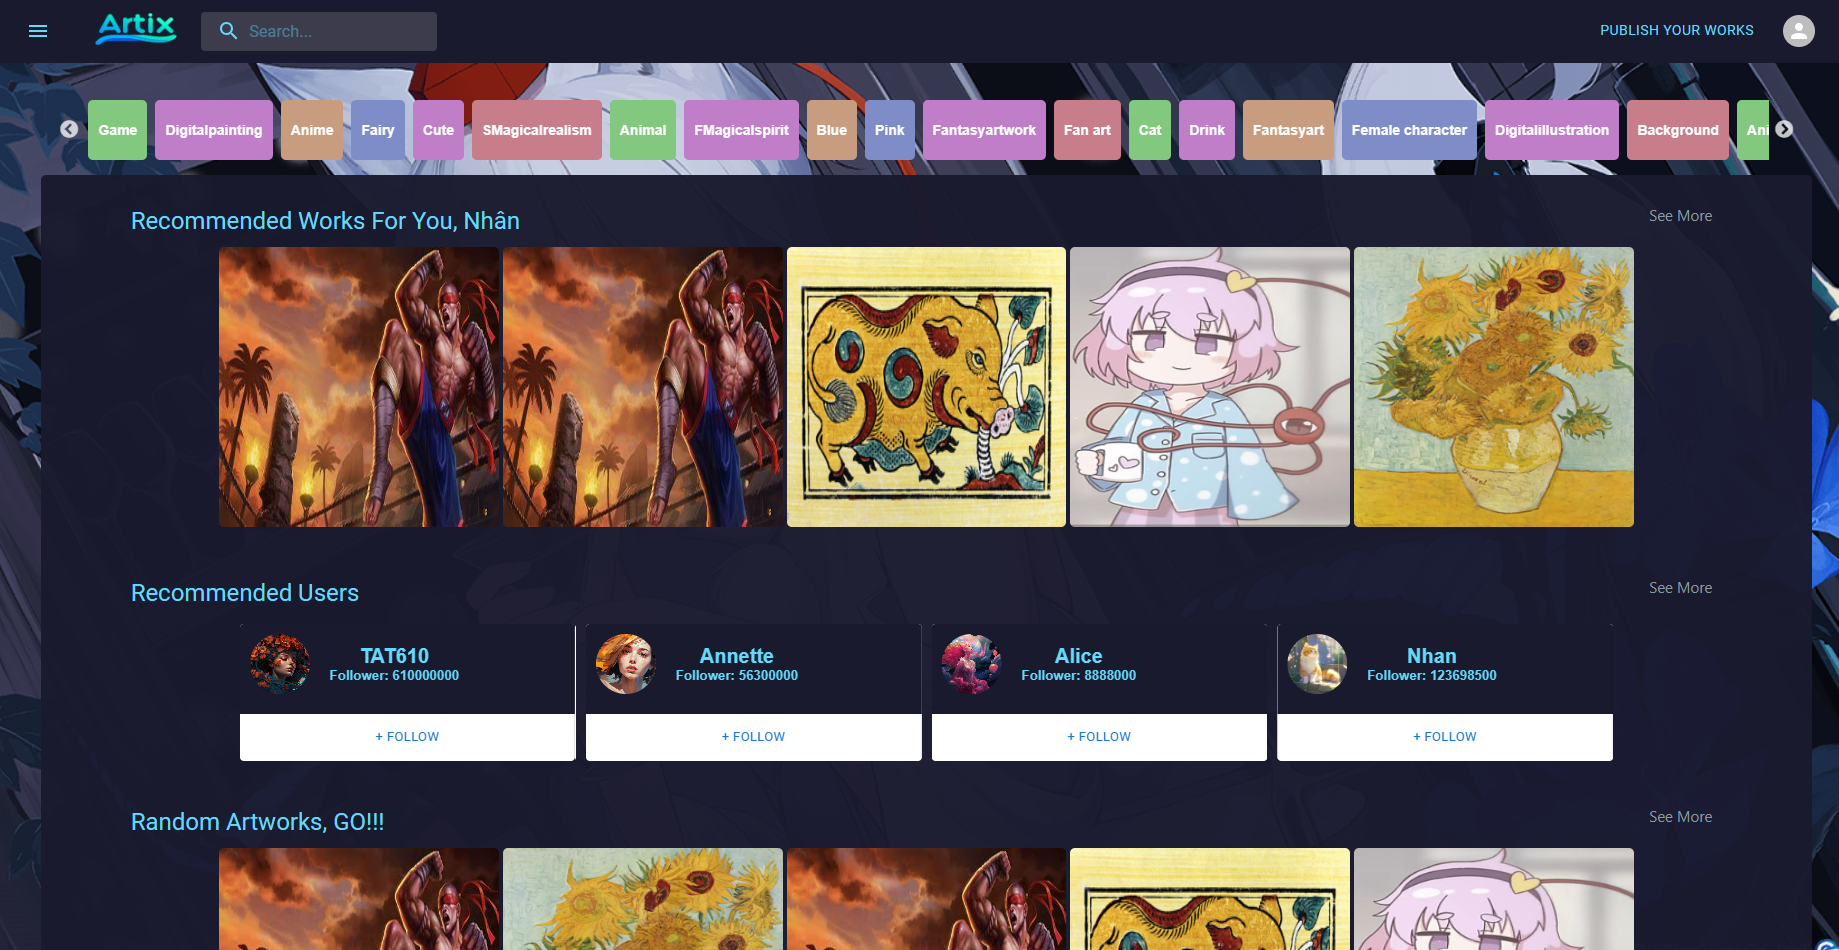 Artix
Search...
PUBLISH YOUR WORKS
Game
Digitalpainting
Anime
Fairy
Cute
SMagicalrealism
Animal
FMagicalspirit
Blue
Pink
Fantasyartwork
Fan art
Cat
Drink
Fantasyart
Female character
Digitalillustration
Background
Ani
Recommended Works For You, Nhân
See More
Recommended Users
See More
TAT610
Follower: 610000000
+ FOLLOW
Annette
Follower: 56300000
+ FOLLOW
Alice
Follower: 8888000
+ FOLLOW
Nhan
Follower: 123698500
+ FOLLOW
Random Artworks, GO!!!
See More